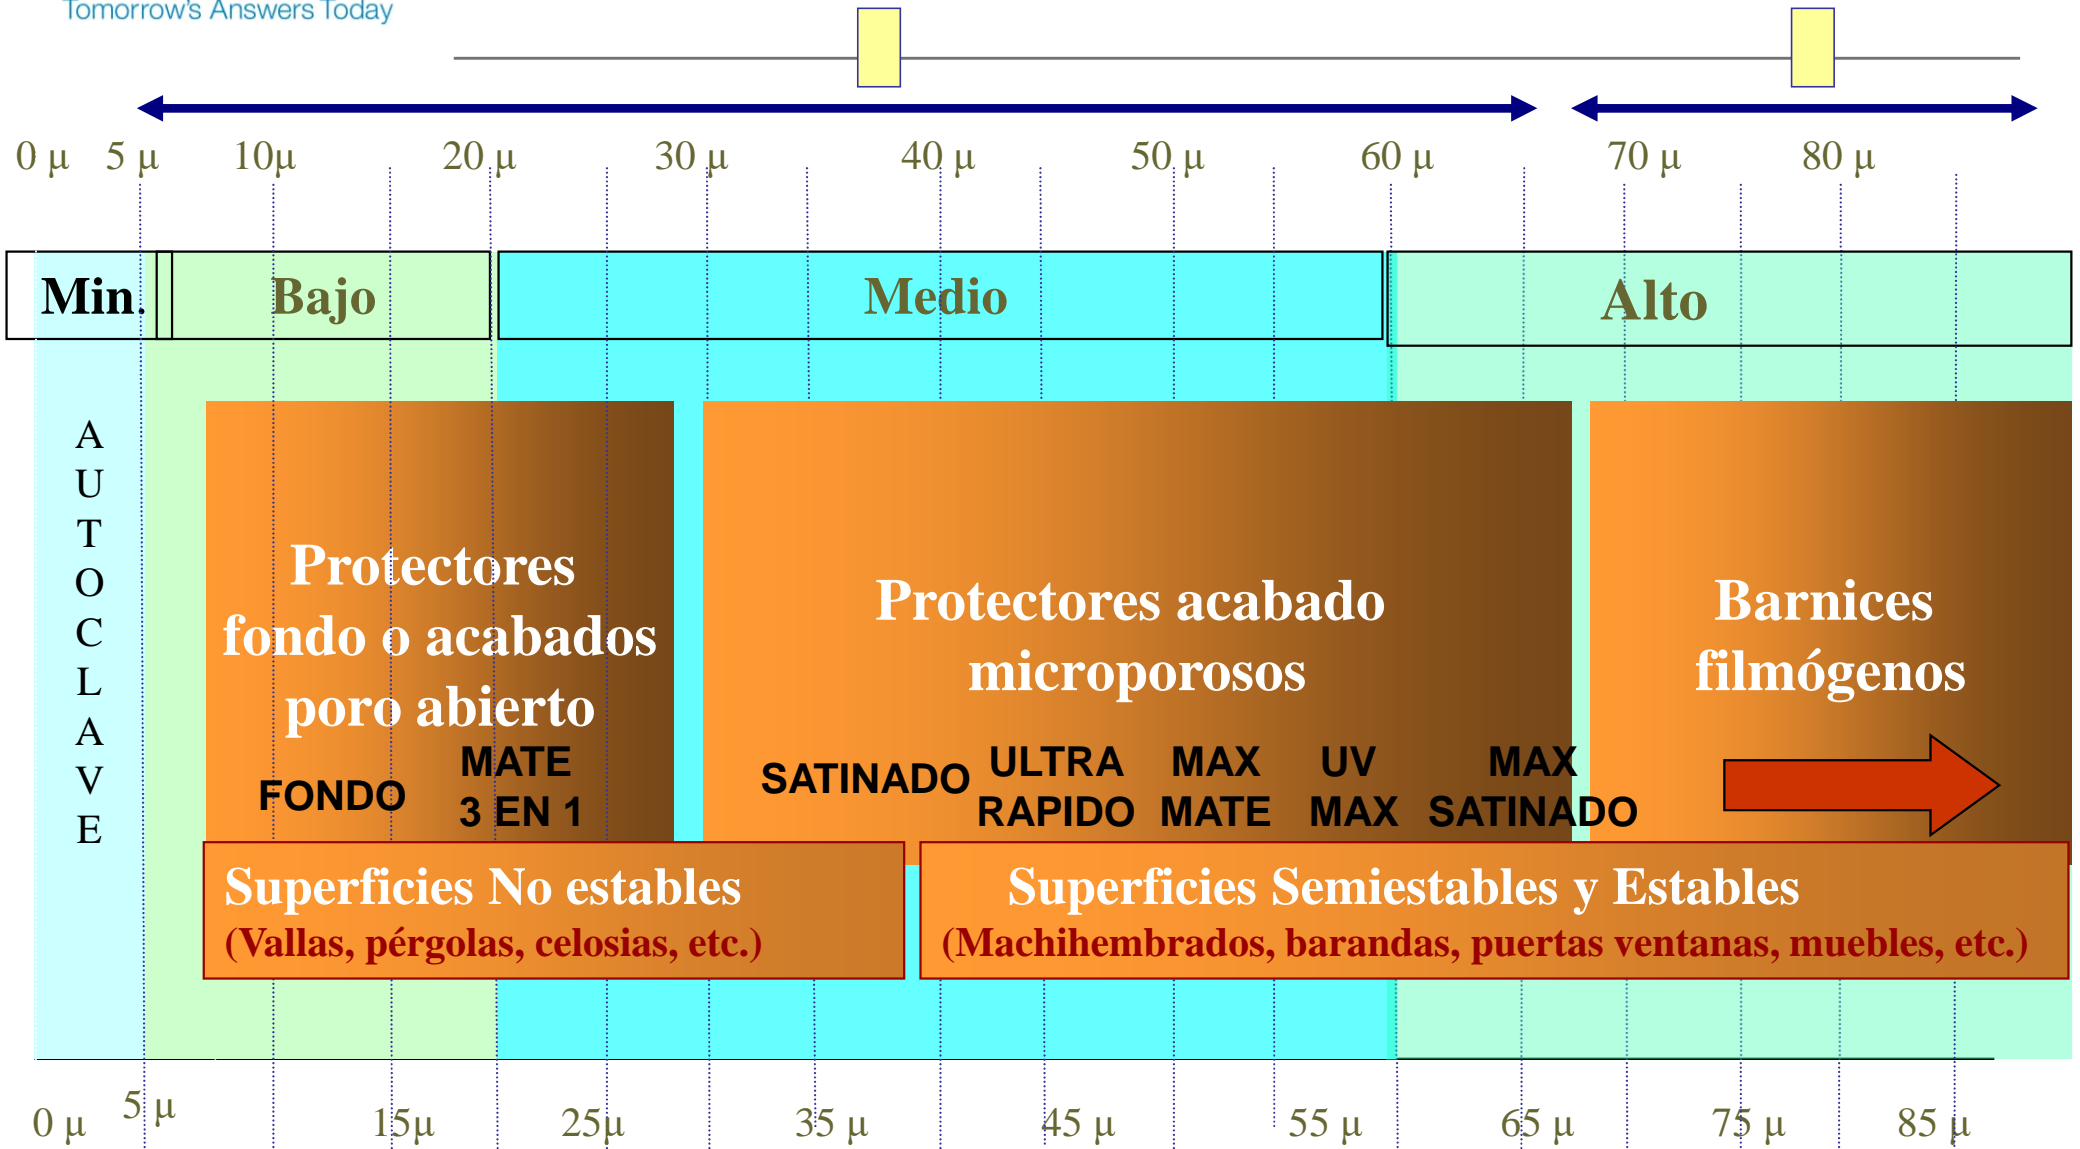 Tomorrow's Answers Today
0 μ 5 μ 10μ 20 μ 30 μ 40 μ 50 μ 60 μ 70 μ 80 μ
Min. Bajo Medio Alto
AUTOCLAVE
Protectores
fondo o acabados
poro abierto
FONDO
MATE
3 EN 1
Protectores acabado
microporosos
SATINADO
ULTRA
RAPIDO
MAX
MATE
UV
MAX
MAX
SATINADO
Barnices
filmógenos
Superficies No estables
(Vallas, pérgolas, celosias, etc.)
Superficies Semiestables y Estables
(Machihembrados, barandas, puertas ventanas, muebles, etc.)
0 μ 5 μ 15μ 25μ 35 μ 45 μ 55 μ 65 μ 75 μ 85 μ